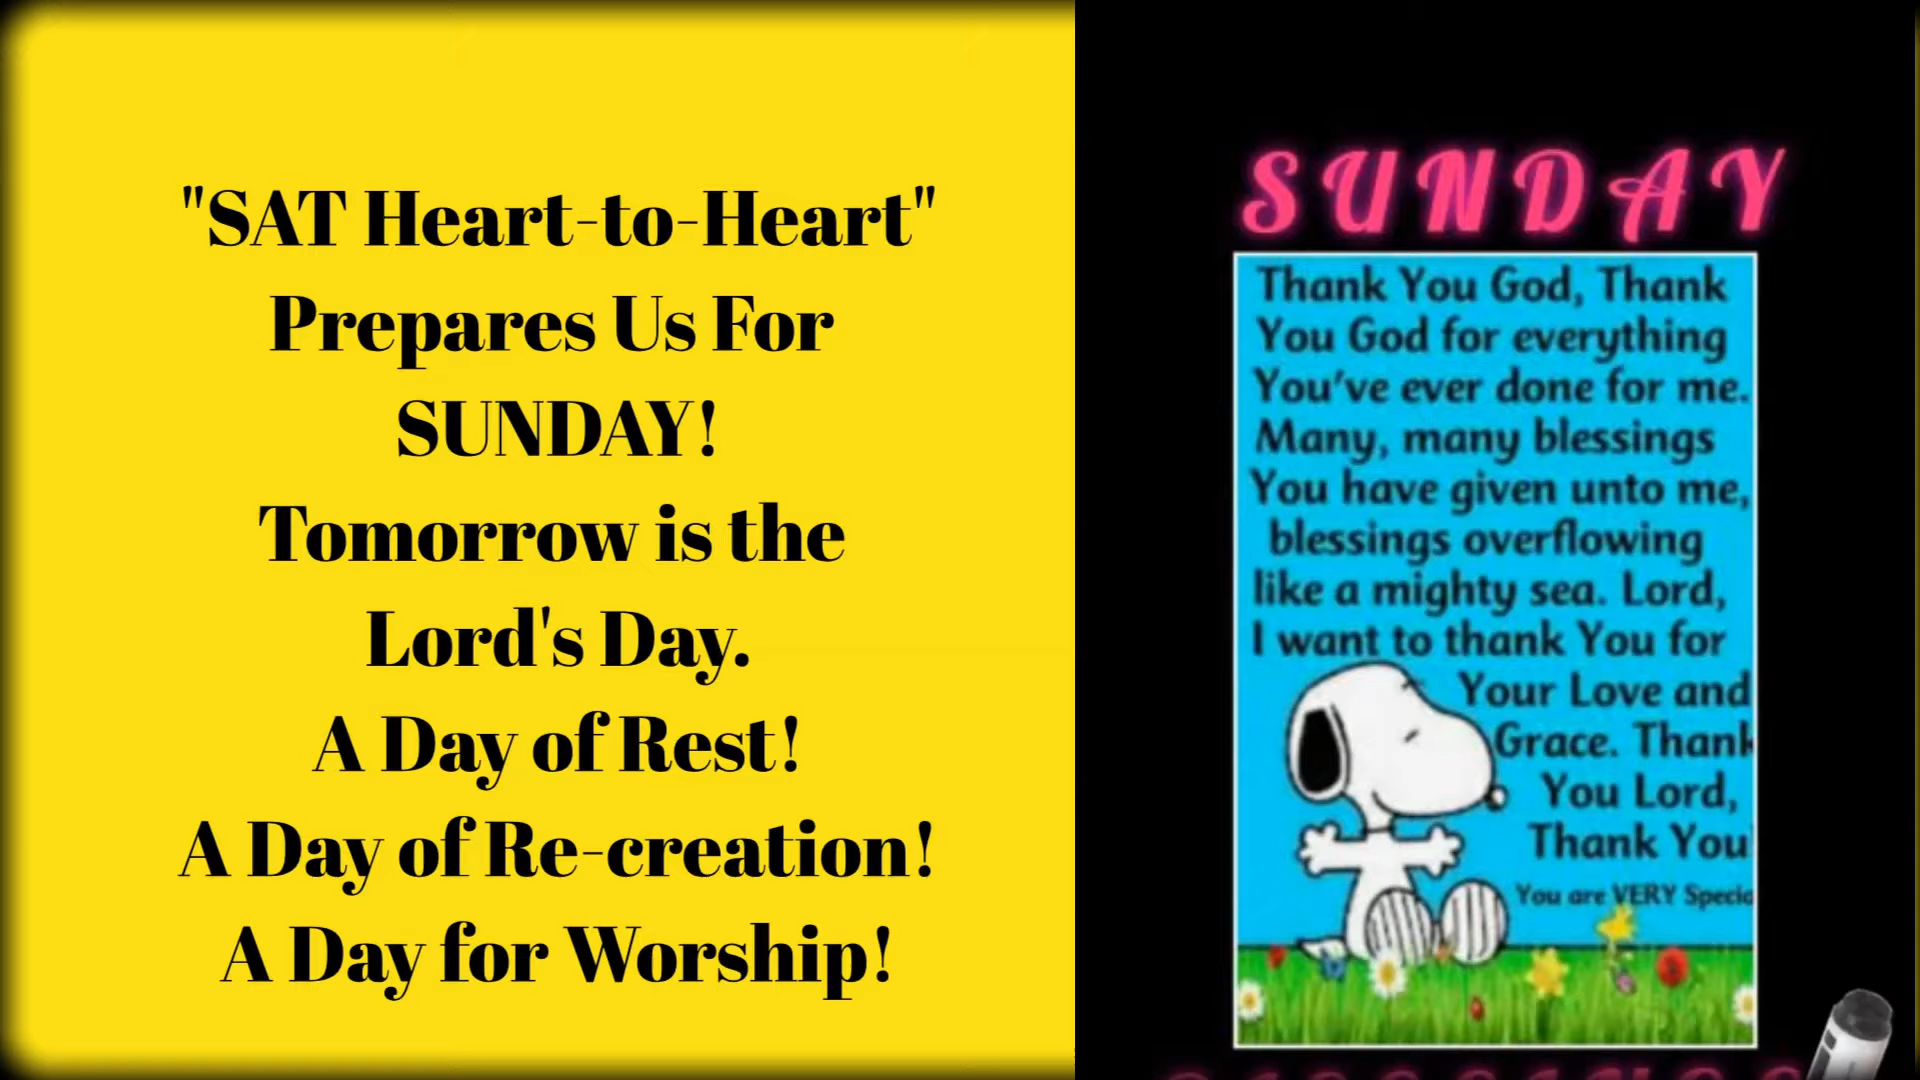 "SAT Heart-to-Heart"
Prepares Us For
SUNDAY!
Tomorrow is the
Lord's Day.
A Day of Rest!
A Day of Re-creation!
A Day for Worship!
SUNDAY
Thank You God, Thank
You God for everything
You've ever done for me.
Many, many blessings
You have given unto me,
blessings overflowing
like a mighty sea. Lord,
I want to thank You for
Your Love and
Grace. Thank
You Lord,
Thank You
You are VERY